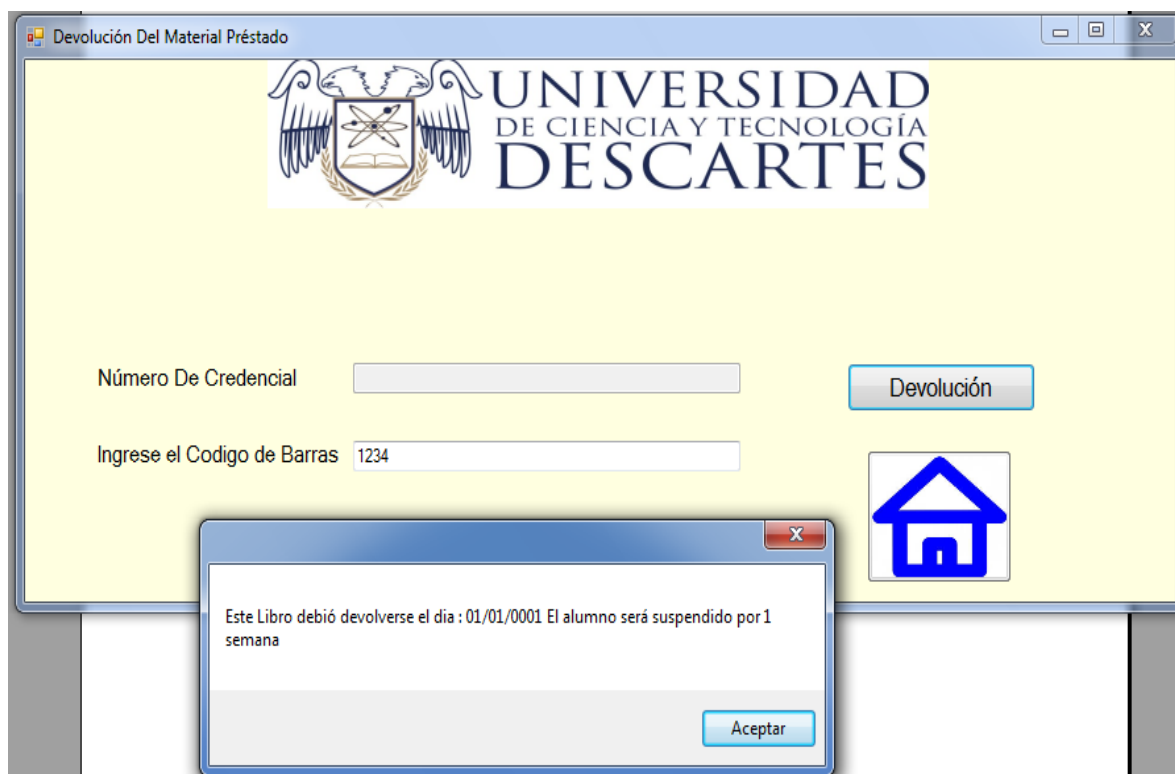 Devolución Del Material Préstado
UNIVERSIDAD
DE CIENCIA Y TECNOLOGÍA
DESCARTES
Número De Credencial
Devolución
Ingrese el Codigo de Barras 1234
Este Libro debió devolverse el dia : 01/01/0001 El alumno será suspendido por 1
semana
Aceptar